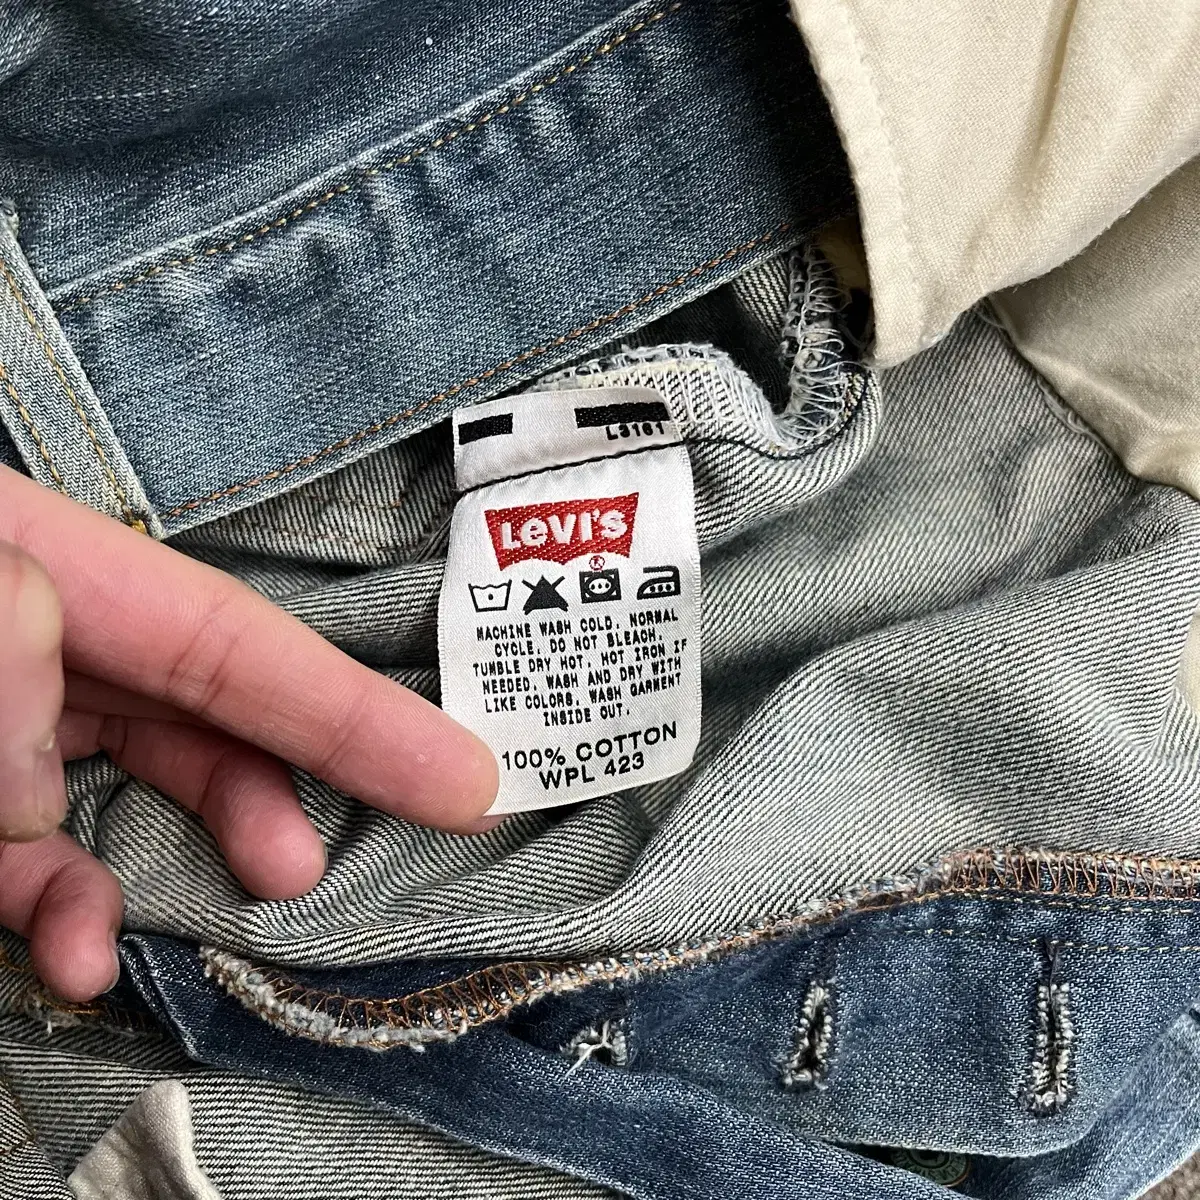 L3161
LEVI'S
®
MACHINE WASH COLD, NORMAL
CYCLE, DO NOT BLEACH,
TUMBLE DRY HOT, HOT IRON IF
NEEDED, WASH AND DRY WITH
LIKE COLORS, WASH GARMENT
INSIDE OUT.
100% COTTON
WPL 423